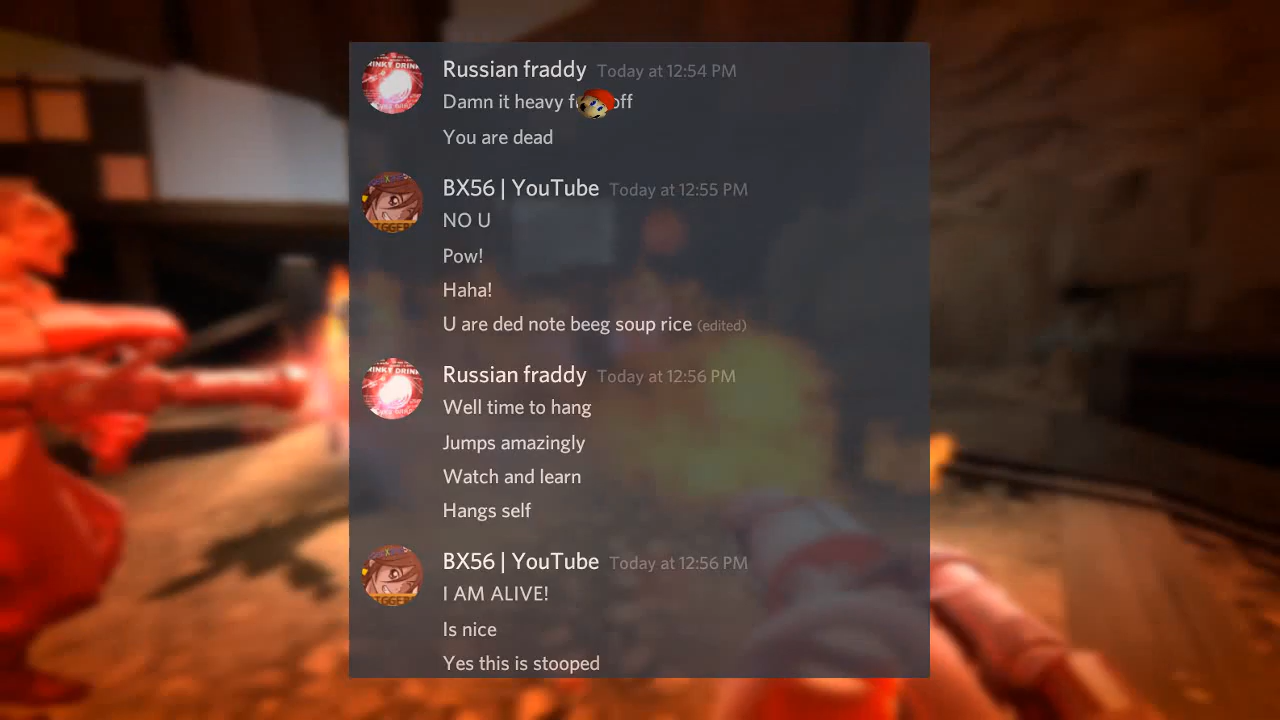 Russian fraddy Today at 12:54 PM
Damn it heavy f off
You are dead
BX56 | YouTube Today at 12:55 PM
NO U
Pow!
Haha!
U are ded note beeg soup rice (edited)
Russian fraddy Today at 12:56 PM
Well time to hang
Jumps amazingly
Watch and learn
Hangs self
BX56 | YouTube Today at 12:56 PM
I AM ALIVE!
Is nice
Yes this is stooped